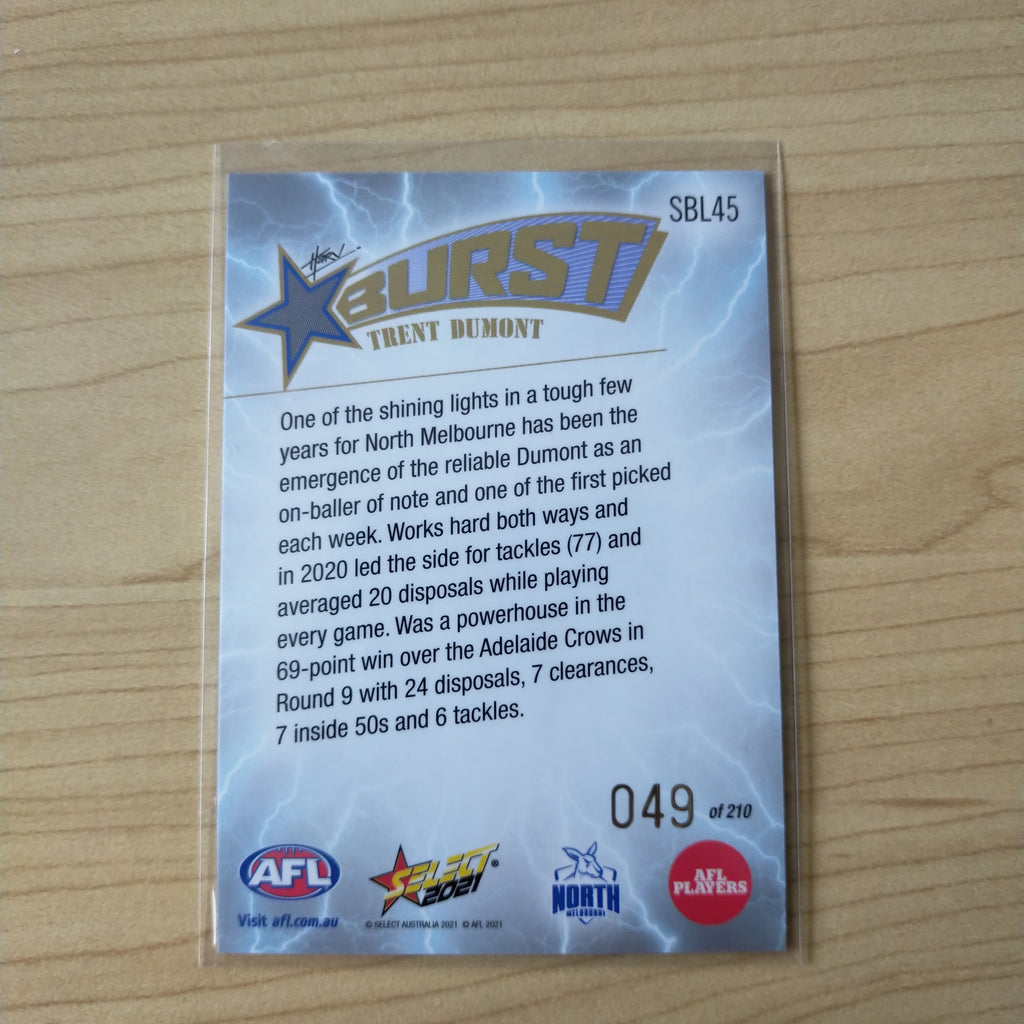 SBL45
HERV
BURST
TRENT DUMONT
One of the shining lights in a tough few
years for North Melbourne has been the
emergence of the reliable Dumont as an
on-baller of note and one of the first picked
each week. Works hard both ways and
in 2020 led the side for tackles (77) and
averaged 20 disposals while playing
every game. Was a powerhouse in the
69-point win over the Adelaide Crows in
Round 9 with 24 disposals, 7 clearances,
7 inside 50s and 6 tackles.
049 of 210
AFL
Visit afl.com.au
SELECT®
2021
© SELECT AUSTRALIA 2021 © AFL 2021
NORTH
MELBOURNE
AFL
PLAYERS